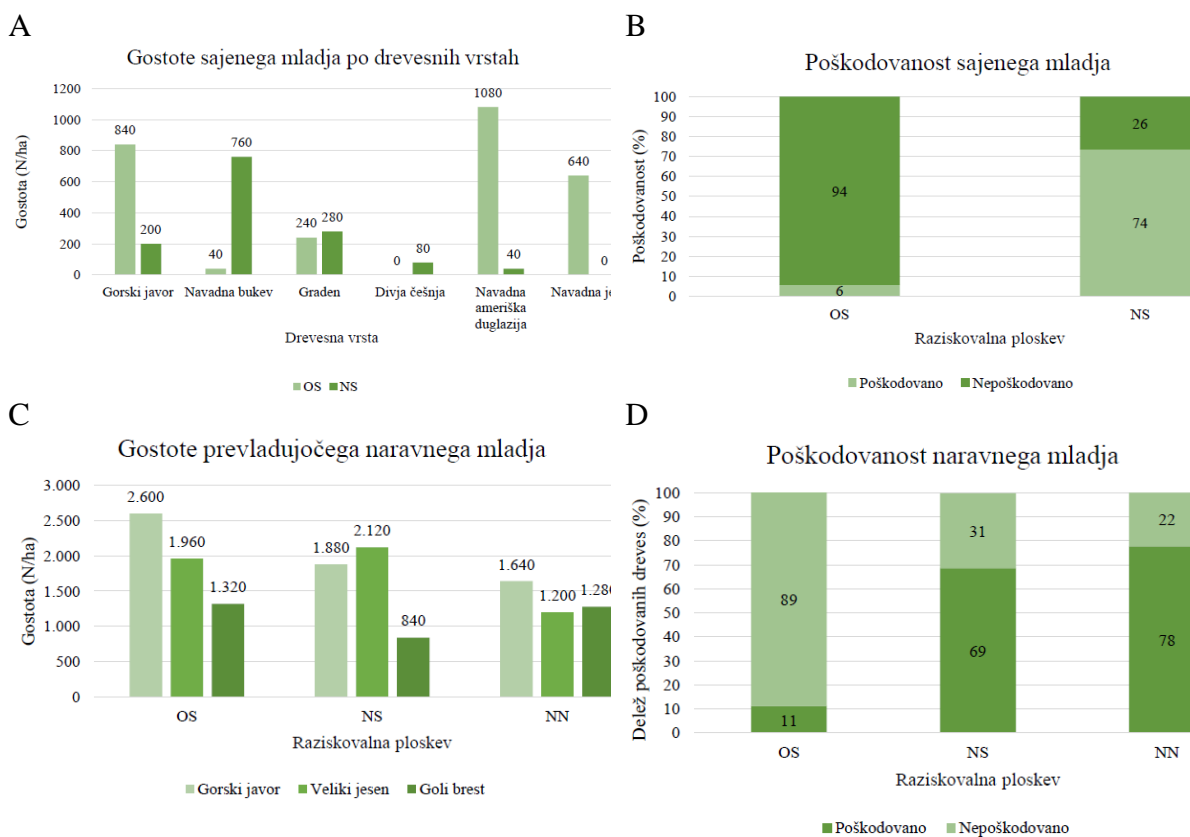 A
Gostote sajenega mladja po drevesnih vrstah
Gostota (N/ha)
1200
1000
800
600
400
200
0
840
200
40
760
240
280
0
80
1080
40
640
0
Gorski javor
Navadna bukev
Graden
Divja češnja
Navadna
ameriška
duglazija
Navadna
Drevesna vrsta
OS NS
B
Poškodovanost sajenega mladja
Poškodovanost (%)
100
90
80
70
60
50
40
30
20
10
0
94
6
26
74
OS
NS
Raziskovalna ploskev
Poškodovano Nepoškodovano
C
Gostote prevladujočega naravnega mladja
Gostota (N/ha)
3.000
2.500
2.000
1.500
1.000
500
0
2.600
1.960
1.320
1.880
2.120
840
1.640
1.200
1.280
OS
NS
NN
Raziskovalna ploskev
Gorski javor Veliki jesen Goli brest
D
Poškodovanost naravnega mladja
Delež poškodovanih dreves (%)
100
90
80
70
60
50
40
30
20
10
0
89
11
31
69
22
78
OS
NS
NN
Raziskovalna ploskev
Poškodovano Nepoškodovano